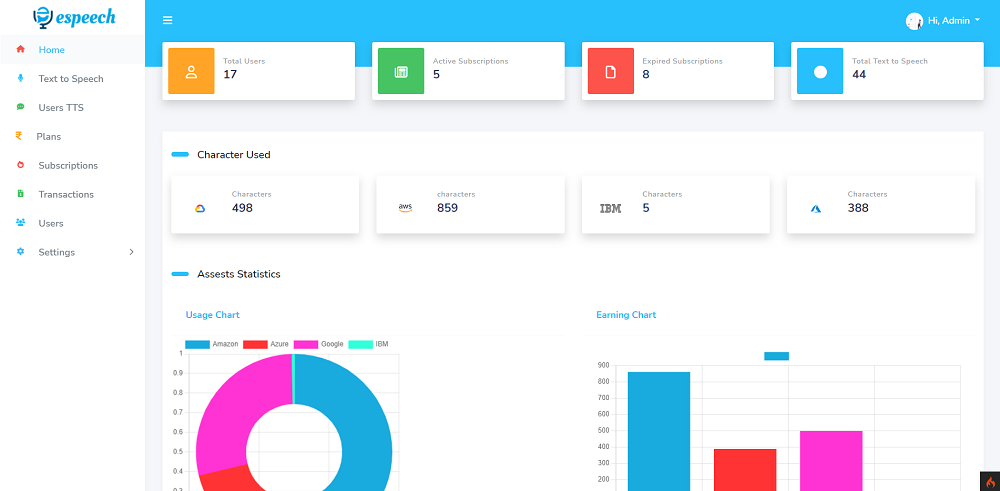 espeech
Hi, Admin
Home
Text to Speech
Users TTS
Plans
Subscriptions
Transactions
Users
Settings
Total Users
17
Active Subscriptions
5
Expired Subscriptions
8
Total Text to Speech
44
Character Used
Characters
498
aws
characters
859
IBM
Characters
5
Characters
388
Assests Statistics
Usage Chart
Amazon Azure Google IBM
1
0.9
0.8
0.7
0.6
0.5
0.4
0.3
Earning Chart
900
800
700
600
500
400
300
200